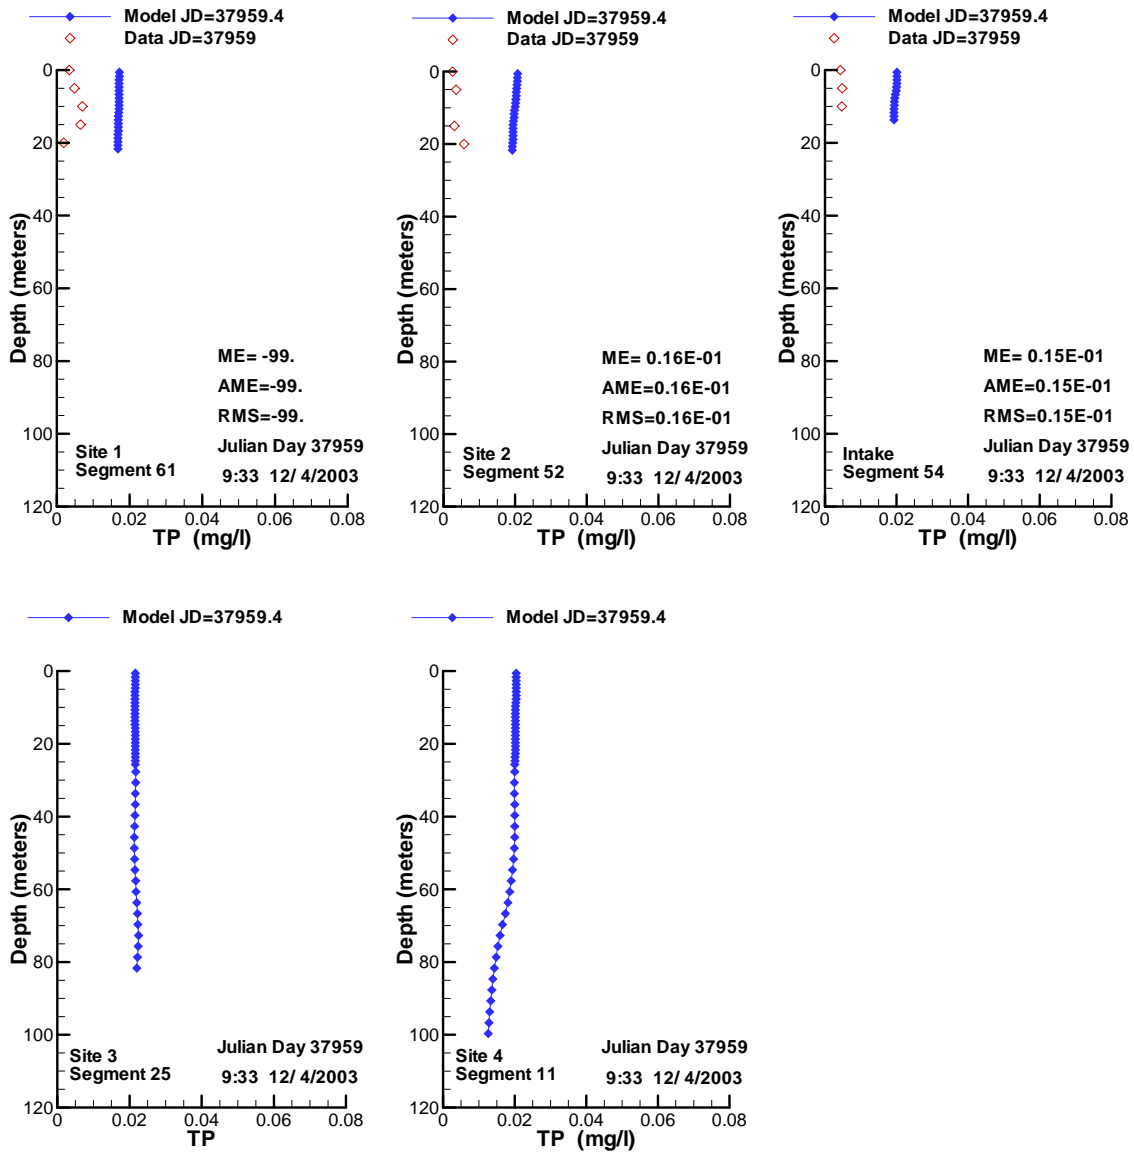 Model JD=37959.4
Data JD=37959
0
20
40
60
80
100
120
Depth (meters)
ME= -99.
AME=-99.
RMS=-99.
Julian Day 37959
9:33 12/ 4/2003
Site 1
Segment 61
0 0.02 0.04 0.06 0.08
TP (mg/l)
Model JD=37959.4
Data JD=37959
0
20
40
60
80
100
120
Depth (meters)
ME= 0.16E-01
AME=0.16E-01
RMS=0.16E-01
Julian Day 37959
9:33 12/ 4/2003
Site 2
Segment 52
0 0.02 0.04 0.06 0.08
TP (mg/l)
Model JD=37959.4
Data JD=37959
0
20
40
60
80
100
120
Depth (meters)
ME= 0.15E-01
AME=0.15E-01
RMS=0.15E-01
Julian Day 37959
9:33 12/ 4/2003
Intake
Segment 54
0 0.02 0.04 0.06 0.08
TP (mg/l)
Model JD=37959.4
0
20
40
60
80
100
120
Depth (meters)
Site 3
Segment 25
Julian Day 37959
9:33 12/ 4/2003
0 0.02 0.04 0.06 0.08
TP
Model JD=37959.4
0
20
40
60
80
100
120
Depth (meters)
Site 4
Segment 11
Julian Day 37959
9:33 12/ 4/2003
0 0.02 0.04 0.06 0.08
TP (mg/l)